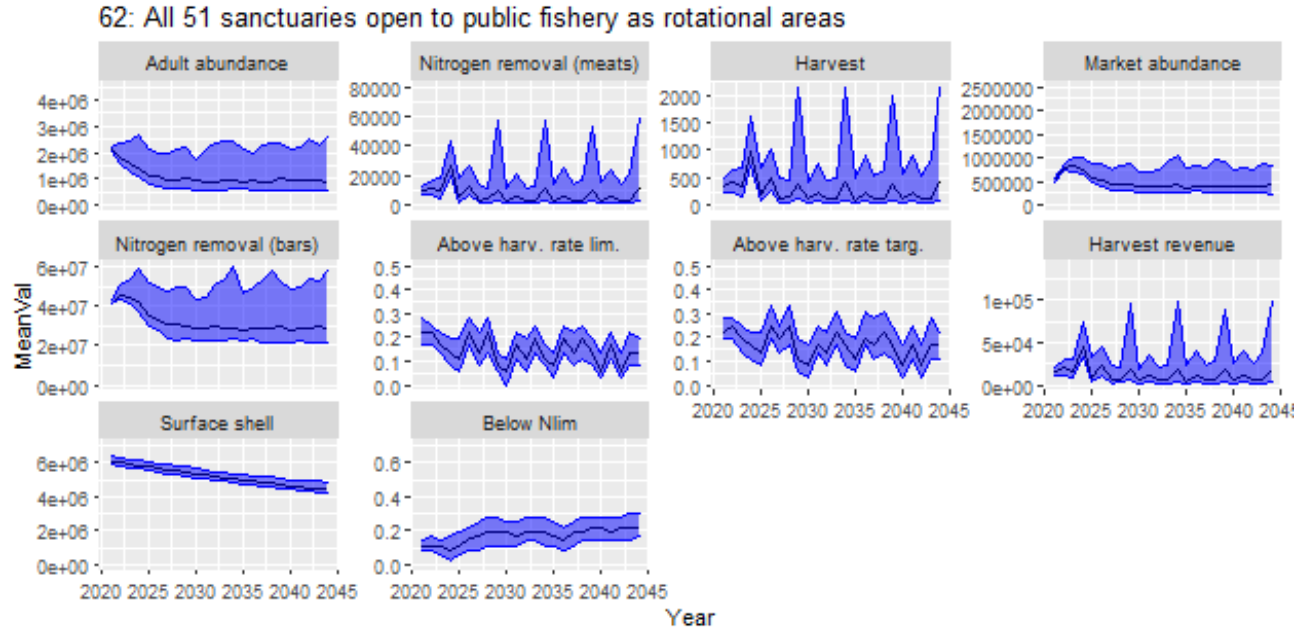 62: All 51 sanctuaries open to public fishery as rotational areas
Adult abundance
4e+06
3e+06
2e+06
1e+06
0e+00
Nitrogen removal (meats)
80000
60000
40000
20000
0
Harvest
2000
1500
1000
500
0
Market abundance
2500000
2000000
1500000
1000000
500000
0
Nitrogen removal (bars)
6e+07
4e+07
2e+07
0e+00
Above harv. rate lim.
0.5
0.4
0.3
0.2
0.1
0.0
Above harv. rate targ.
0.5
0.4
0.3
0.2
0.1
0.0
2020 2025 2030 2035 2040 2045
Harvest revenue
1e+05
5e+04
0e+00
2020 2025 2030 2035 2040 2045
Surface shell
6e+06
4e+06
2e+06
0e+00
2020 2025 2030 2035 2040 2045
Below Nlim
0.6
0.4
0.2
0.0
2020 2025 2030 2035 2040 2045
MeanVal
Year